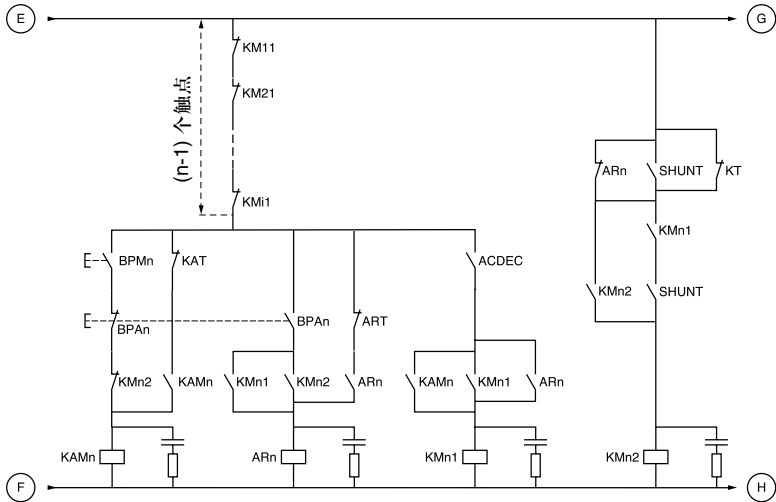 E
G
KM11
KM21
(n-1) 个触点
KMi1
ARn
SHUNT
KT
KMn1
BPMn
KAT
ACDEC
KMn2
SHUNT
BPAn
BPAn
ART
KMn2
KAMn
KMn1
KMn2
ARn
KAMn
KMn1
ARn
KAMn
ARn
KMn1
KMn2
F
H